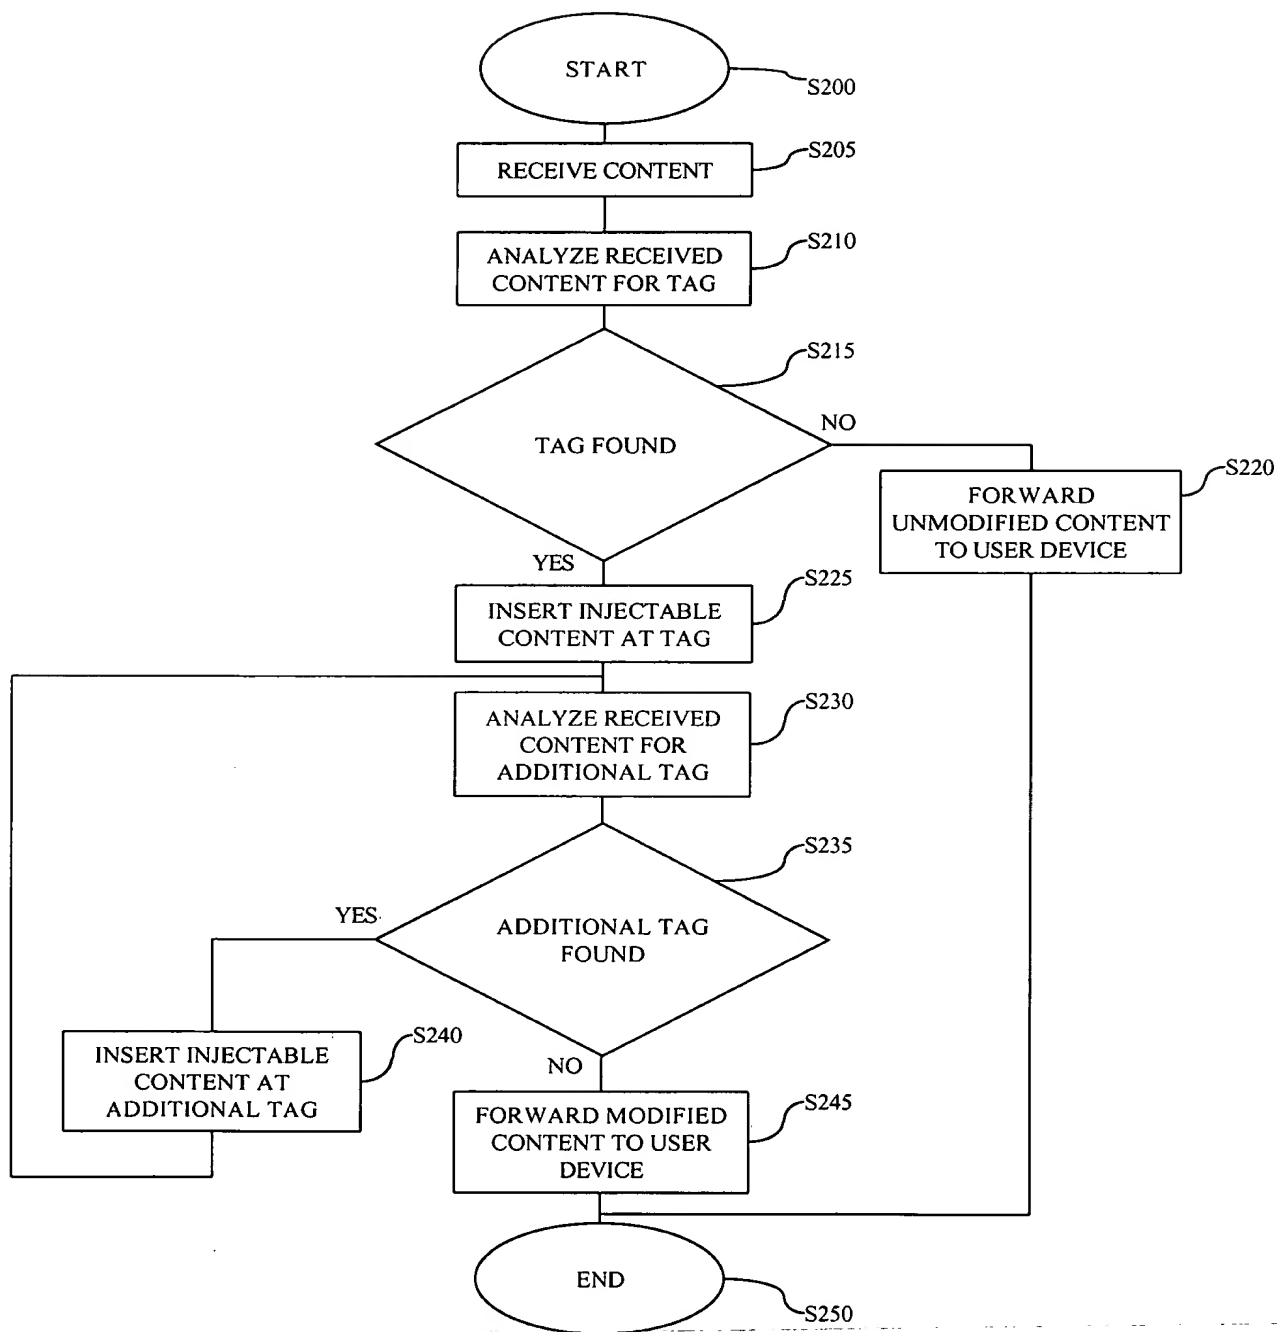 START
S200
RECEIVE CONTENT
S205
ANALYZE RECEIVED
CONTENT FOR TAG
S210
TAG FOUND
S215
NO
FORWARD
UNMODIFIED CONTENT
TO USER DEVICE
S220
YES
INSERT INJECTABLE
CONTENT AT TAG
S225
ANALYZE RECEIVED
CONTENT FOR
ADDITIONAL TAG
S230
ADDITIONAL TAG
FOUND
S235
YES
INSERT INJECTABLE
CONTENT AT
ADDITIONAL TAG
S240
NO
FORWARD MODIFIED
CONTENT TO USER
DEVICE
S245
END
S250